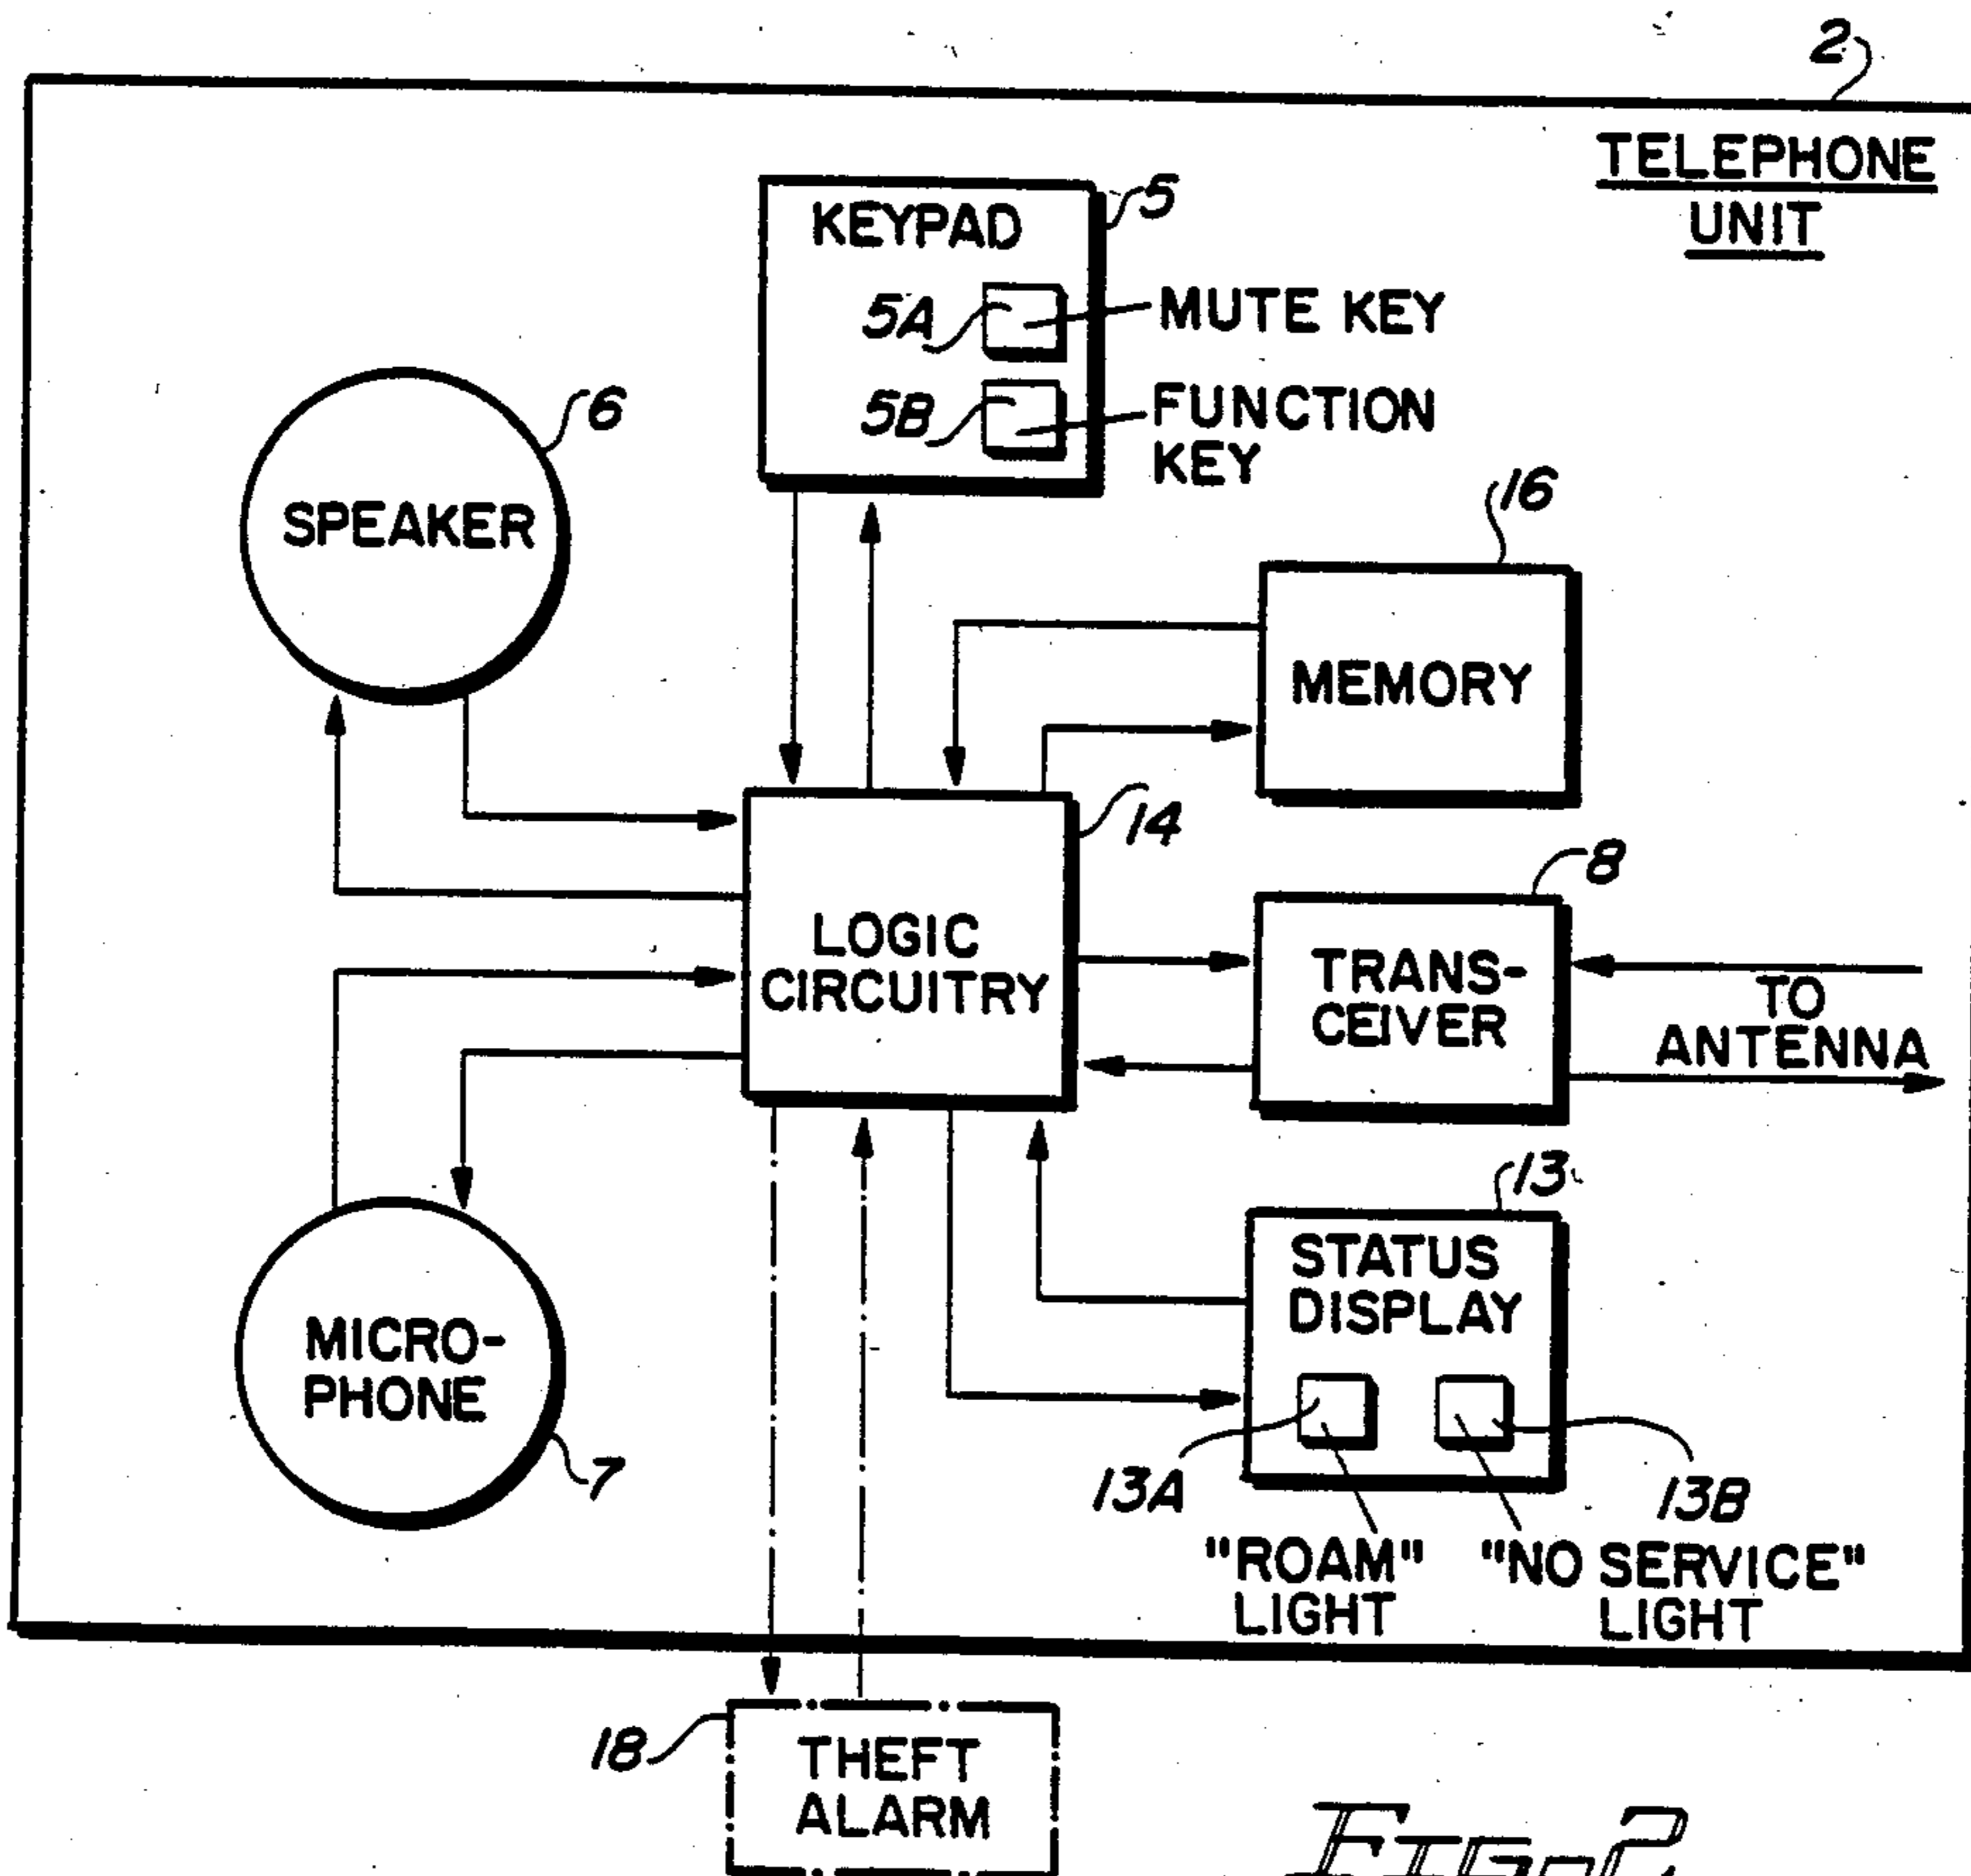 2
TELEPHONE
UNIT
KEYPAD
5
5A
MUTE KEY
5B
FUNCTION
KEY
6
SPEAKER
16
MEMORY
14
LOGIC
CIRCUITRY
8
TRANS-
CEIVER
TO
ANTENNA
MICRO-
PHONE
7
13
STATUS
DISPLAY
13A
13B
"ROAM"
LIGHT
"NO SERVICE"
LIGHT
18
THEFT
ALARM
FIG. 2